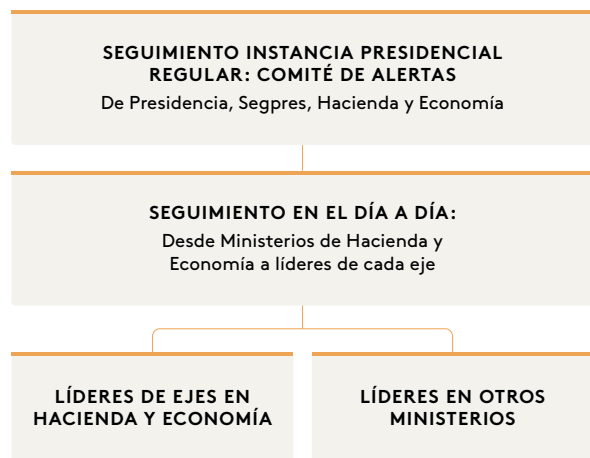 SEGUIMIENTO INSTANCIA PRESIDENCIAL
REGULAR: COMITÉ DE ALERTAS
De Presidencia, Segpres, Hacienda y Economía
SEGUIMIENTO EN EL DÍA A DÍA:
Desde Ministerios de Hacienda y
Economía a líderes de cada eje
LÍDERES DE EJES EN
HACIENDA Y ECONOMÍA
LÍDERES EN OTROS
MINISTERIOS